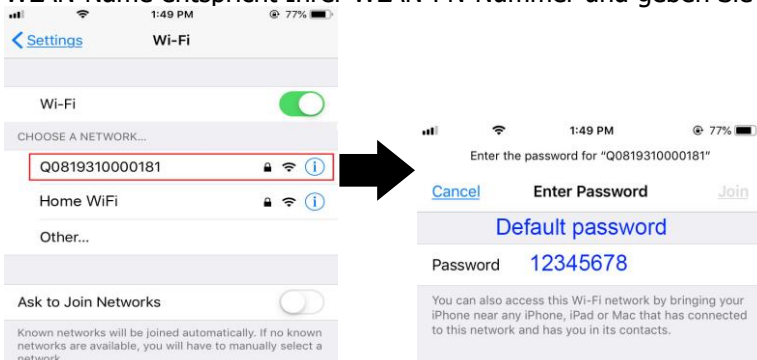 WLAN-Name entspricht Ihrer WLAN-PN-Nummer und geben Sie
1:49 PM
77%
Settings
Wi-Fi
Wi-Fi
CHOOSE A NETWORK...
Q0819310000181
Home WiFi
Other...
Ask to Join Networks
Known networks will be joined automatically. If no known
networks are available, you will have to manually select a
network.
1:49 PM
77%
Enter the password for "Q0819310000181"
Cancel
Enter Password
Join
Default password
Password 12345678
You can also access this Wi-Fi network by bringing your
iPhone near any iPhone, iPad or Mac that has connected
to this network and has you in its contacts.